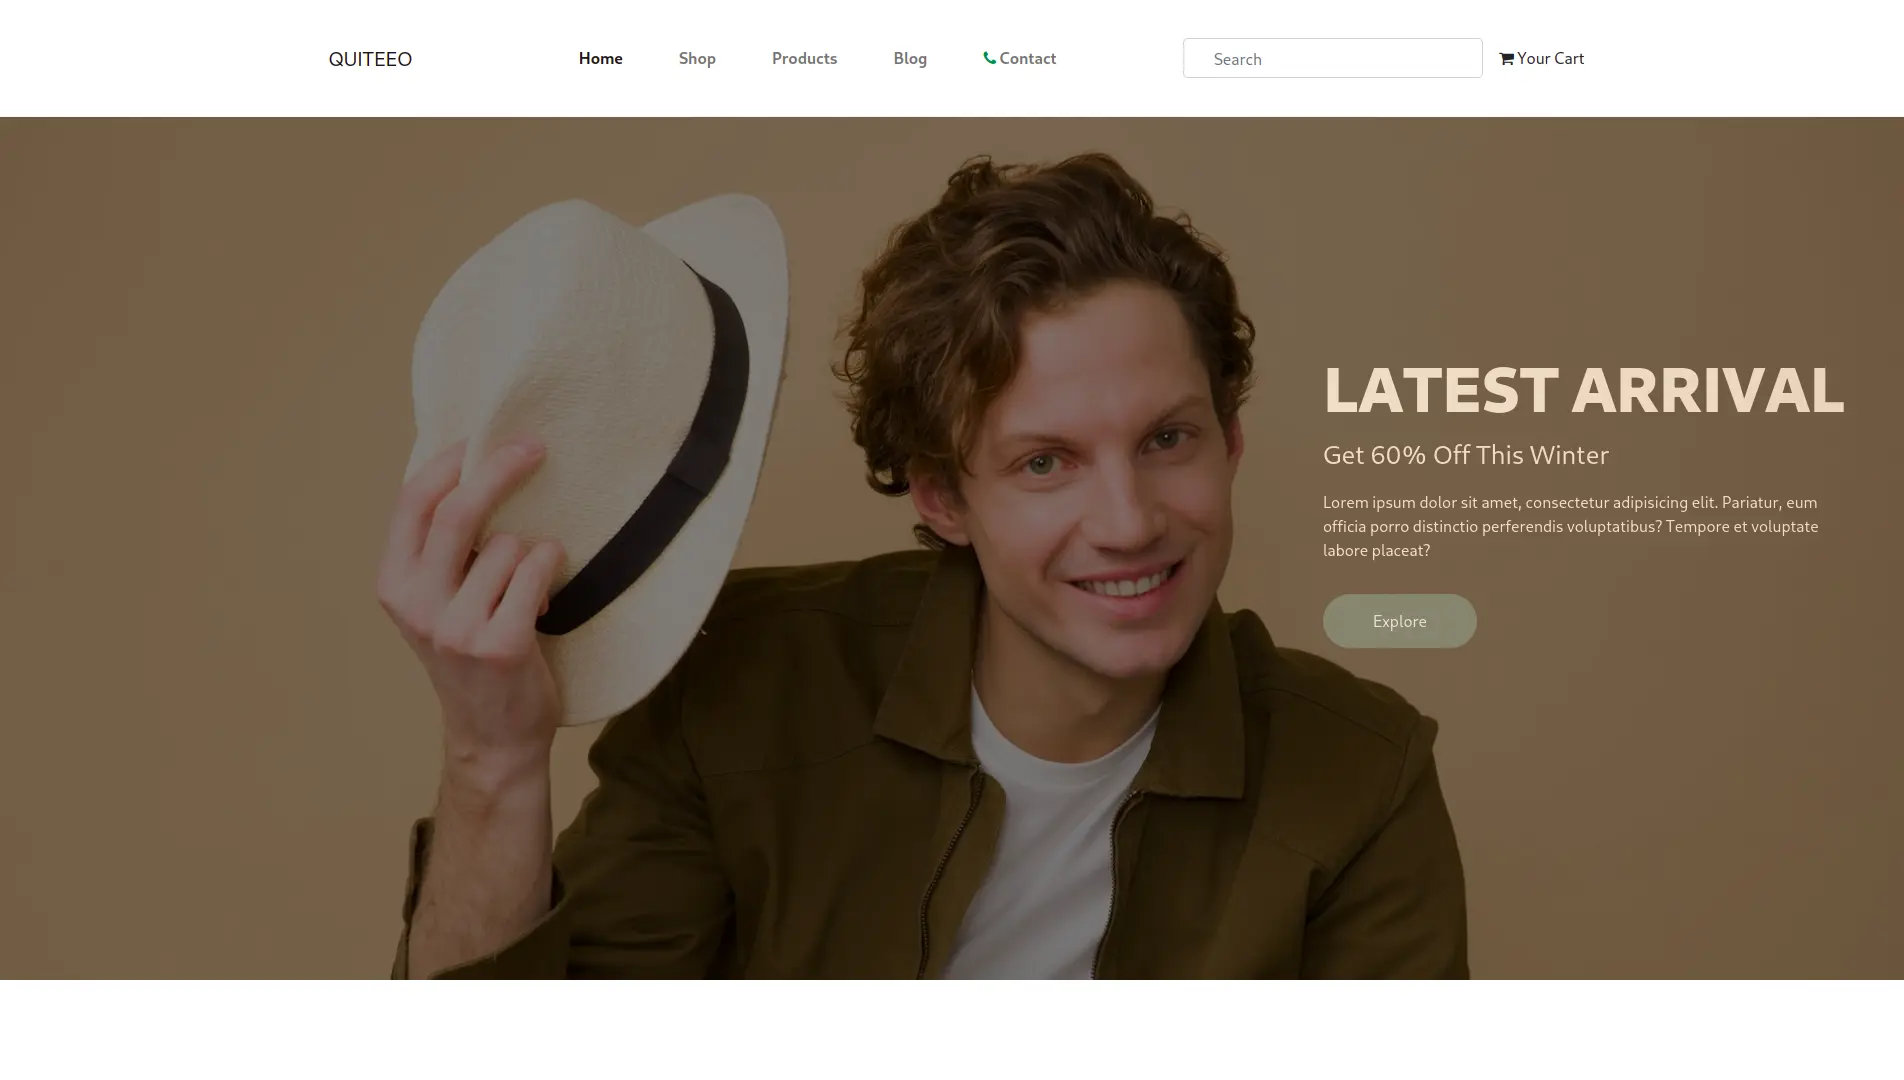 QUITEEO
Home
Shop
Products
Blog
Contact
Search
Your Cart
LATEST ARRIVAL
Get 60% Off This Winter
Lorem ipsum dolor sit amet, consectetur adipisicing elit. Pariatur, eum
officia porro distinctio perferendis voluptatibus? Tempore et voluptate
labore placeat?
Explore